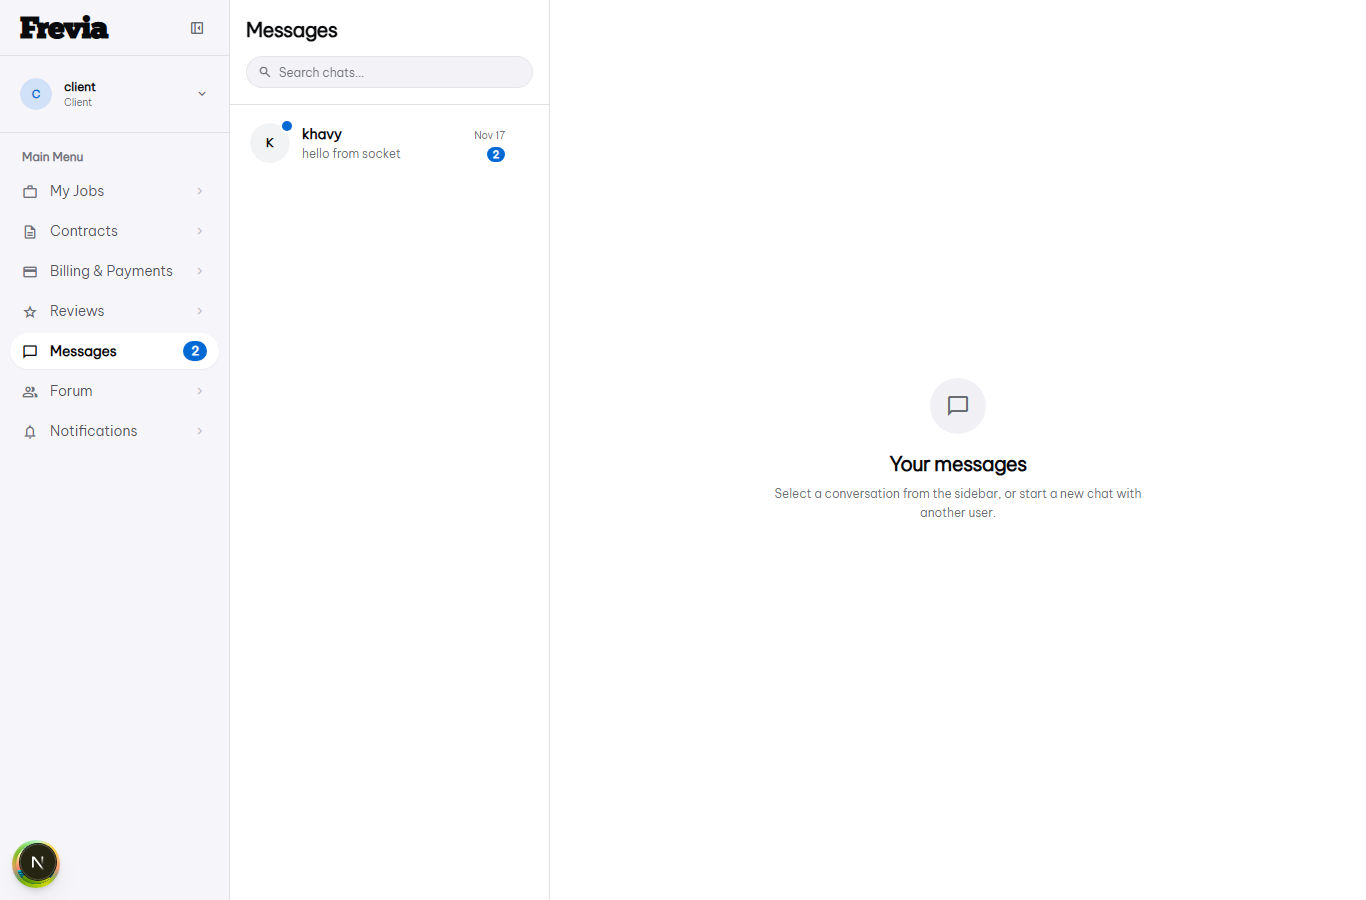 Frevia
C
client
Client
Main Menu
My Jobs
Contracts
Billing & Payments
Reviews
Messages
2
Forum
Notifications
N
Messages
Search chats...
K
khavy
Nov 17
hello from socket
2
Your messages
Select a conversation from the sidebar, or start a new chat with
another user.